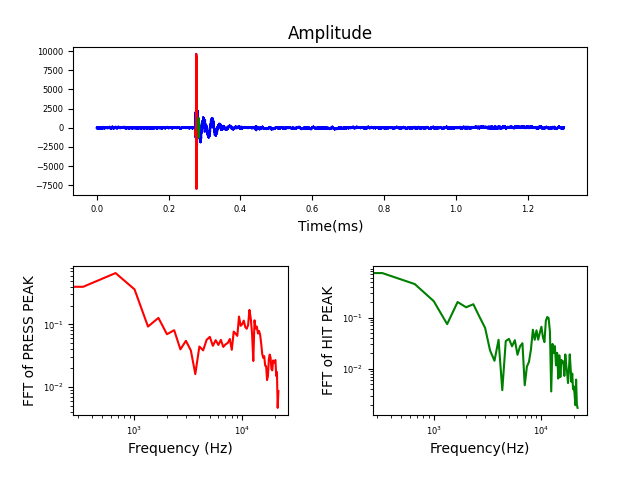 Amplitude
10000
7500
5000
2500
0
−2500
−5000
−7500
0.0 0.2 0.4 0.6 0.8 1.0 1.2
Time(ms)
FFT of PRESS PEAK
10⁻¹
10⁻²
10³ 10⁴
Frequency (Hz)
FFT of HIT PEAK
10⁻¹
10⁻²
10³ 10⁴
Frequency(Hz)